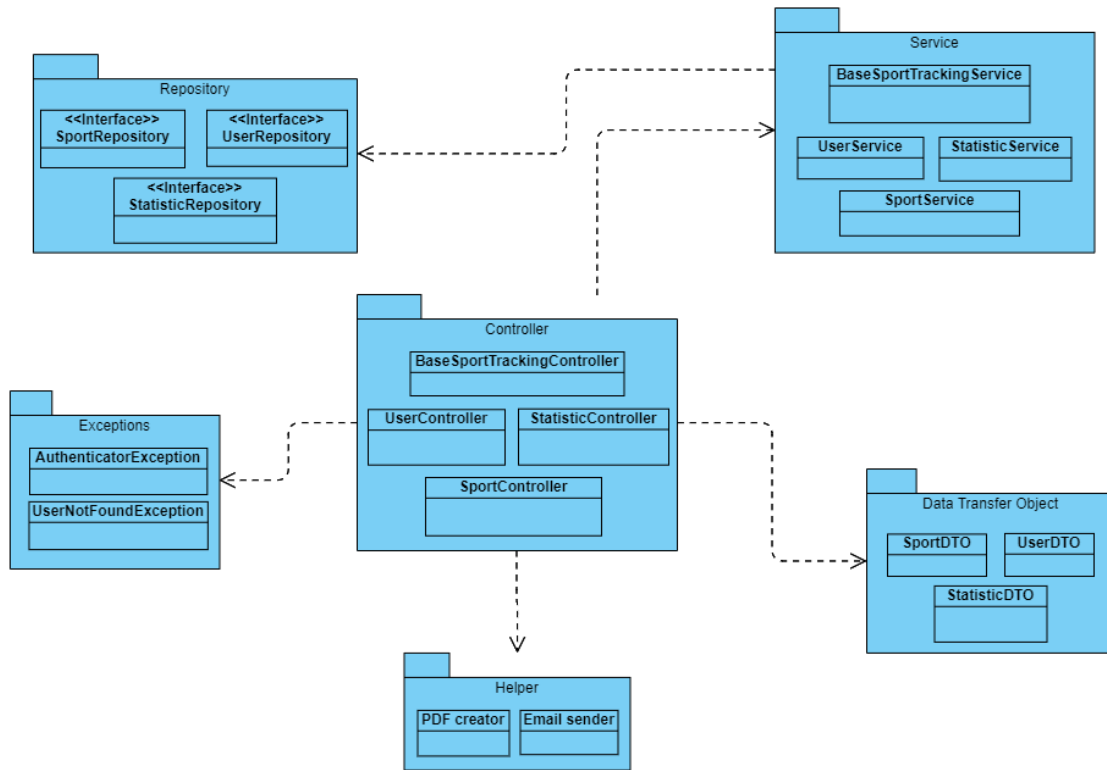 Service
BaseSportTrackingService
UserService
StatisticService
SportService
Repository
<<Interface>>
SportRepository
<<Interface>>
UserRepository
<<Interface>>
StatisticRepository
Controller
BaseSportTrackingController
UserController
StatisticController
SportController
Exceptions
AuthenticatorException
UserNotFoundException
Data Transfer Object
SportDTO
UserDTO
StatisticDTO
Helper
PDF creator
Email sender